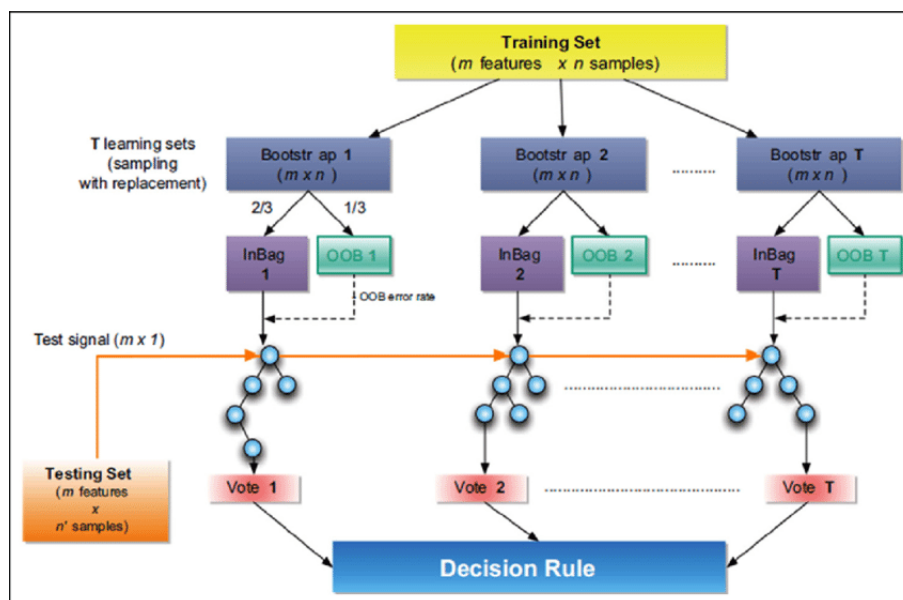 Training Set
(m features x n samples)
T learning sets
(sampling
with replacement)
Bootstr ap 1
(m x n )
Bootstr ap 2
(m x n )
..........
Bootstr ap T
(m x n )
2/3
1/3
InBag
1
OOB 1
InBag
2
OOB 2
..........
InBag
T
OOB T
OOB error rate
Test signal (m x 1)
Testing Set
(m features
x
n' samples)
Vote 1
Vote 2
Vote T
Decision Rule